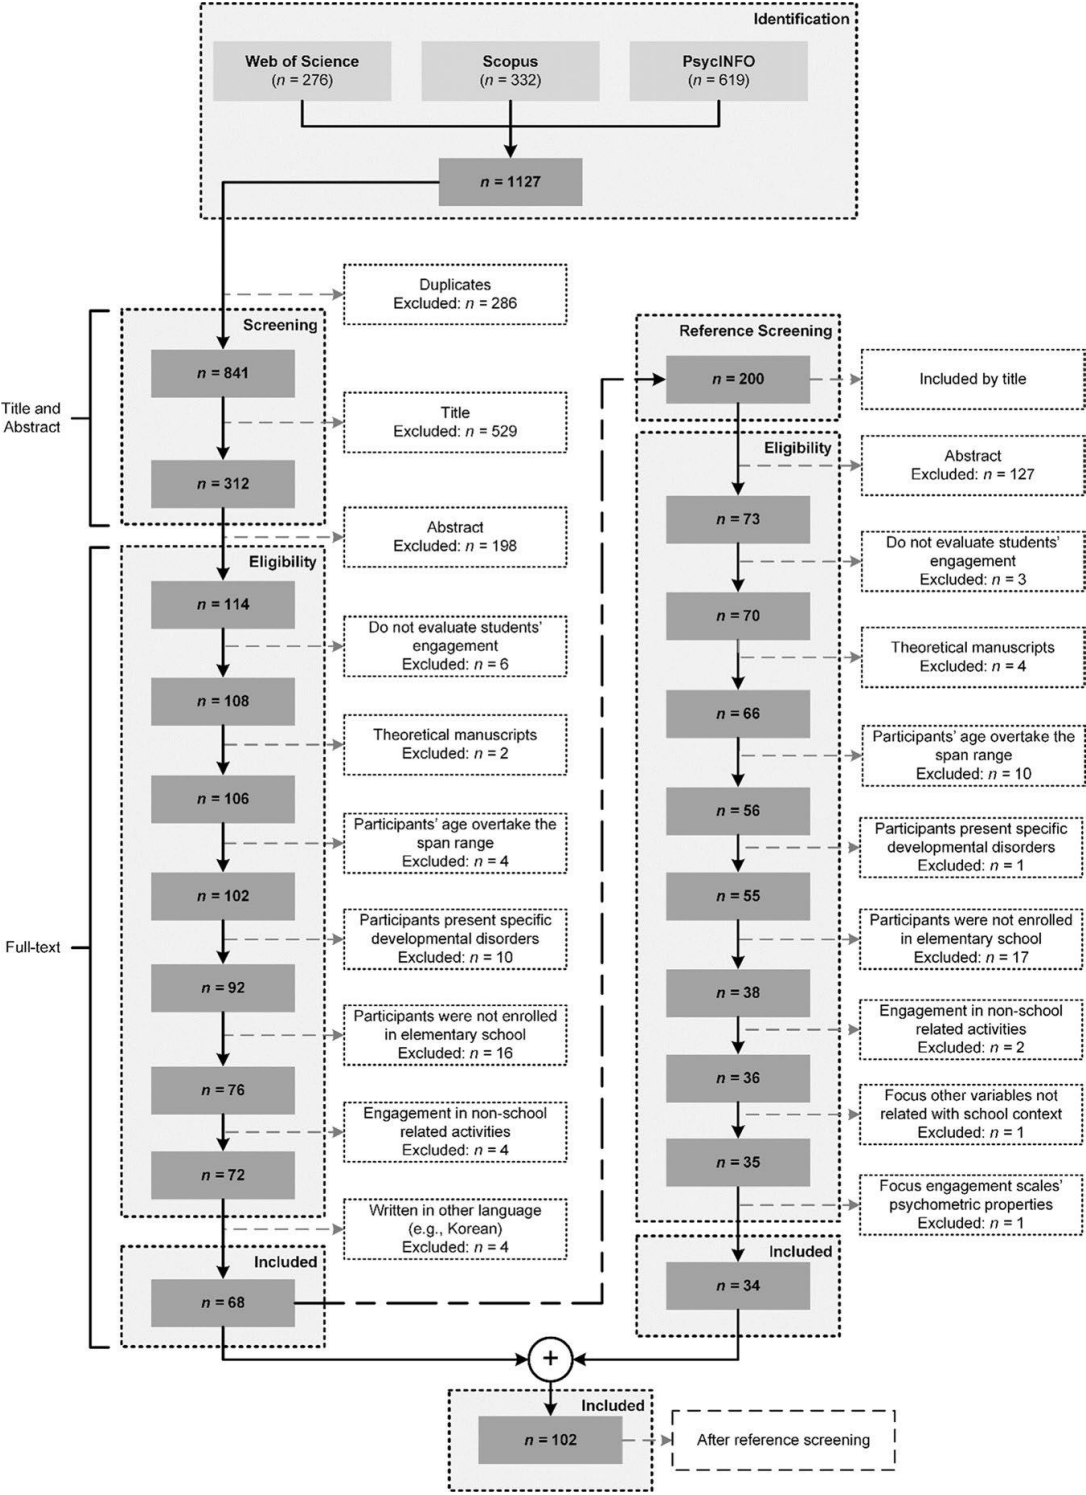 Identification
Web of Science
(n = 276)
Scopus
(n = 332)
PsycINFO
(n = 619)
n = 1127
Duplicates
Excluded: n = 286
Title and
Abstract
Screening
n = 841
Title
Excluded: n = 529
n = 312
Abstract
Excluded: n = 198
Full-text
Eligibility
n = 114
Do not evaluate students'
engagement
Excluded: n = 6
n = 108
Theoretical manuscripts
Excluded: n = 2
n = 106
Participants' age overtake the
span range
Excluded: n = 4
n = 102
Participants present specific
developmental disorders
Excluded: n = 10
n = 92
Participants were not enrolled
in elementary school
Excluded: n = 16
n = 76
Engagement in non-school
related activities
Excluded: n = 4
n = 72
Written in other language
(e.g., Korean)
Excluded: n = 4
Included
n = 68
Reference Screening
n = 200
Included by title
Eligibility
Abstract
Excluded: n = 127
n = 73
Do not evaluate students'
engagement
Excluded: n = 3
n = 70
Theoretical manuscripts
Excluded: n = 4
n = 66
Participants' age overtake the
span range
Excluded: n = 10
n = 56
Participants present specific
developmental disorders
Excluded: n = 1
n = 55
Participants were not enrolled
in elementary school
Excluded: n = 17
n = 38
Engagement in non-school
related activities
Excluded: n = 2
n = 36
Focus other variables not
related with school context
Excluded: n = 1
n = 35
Focus engagement scales'
psychometric properties
Excluded: n = 1
Included
n = 34
+
Included
n = 102
After reference screening